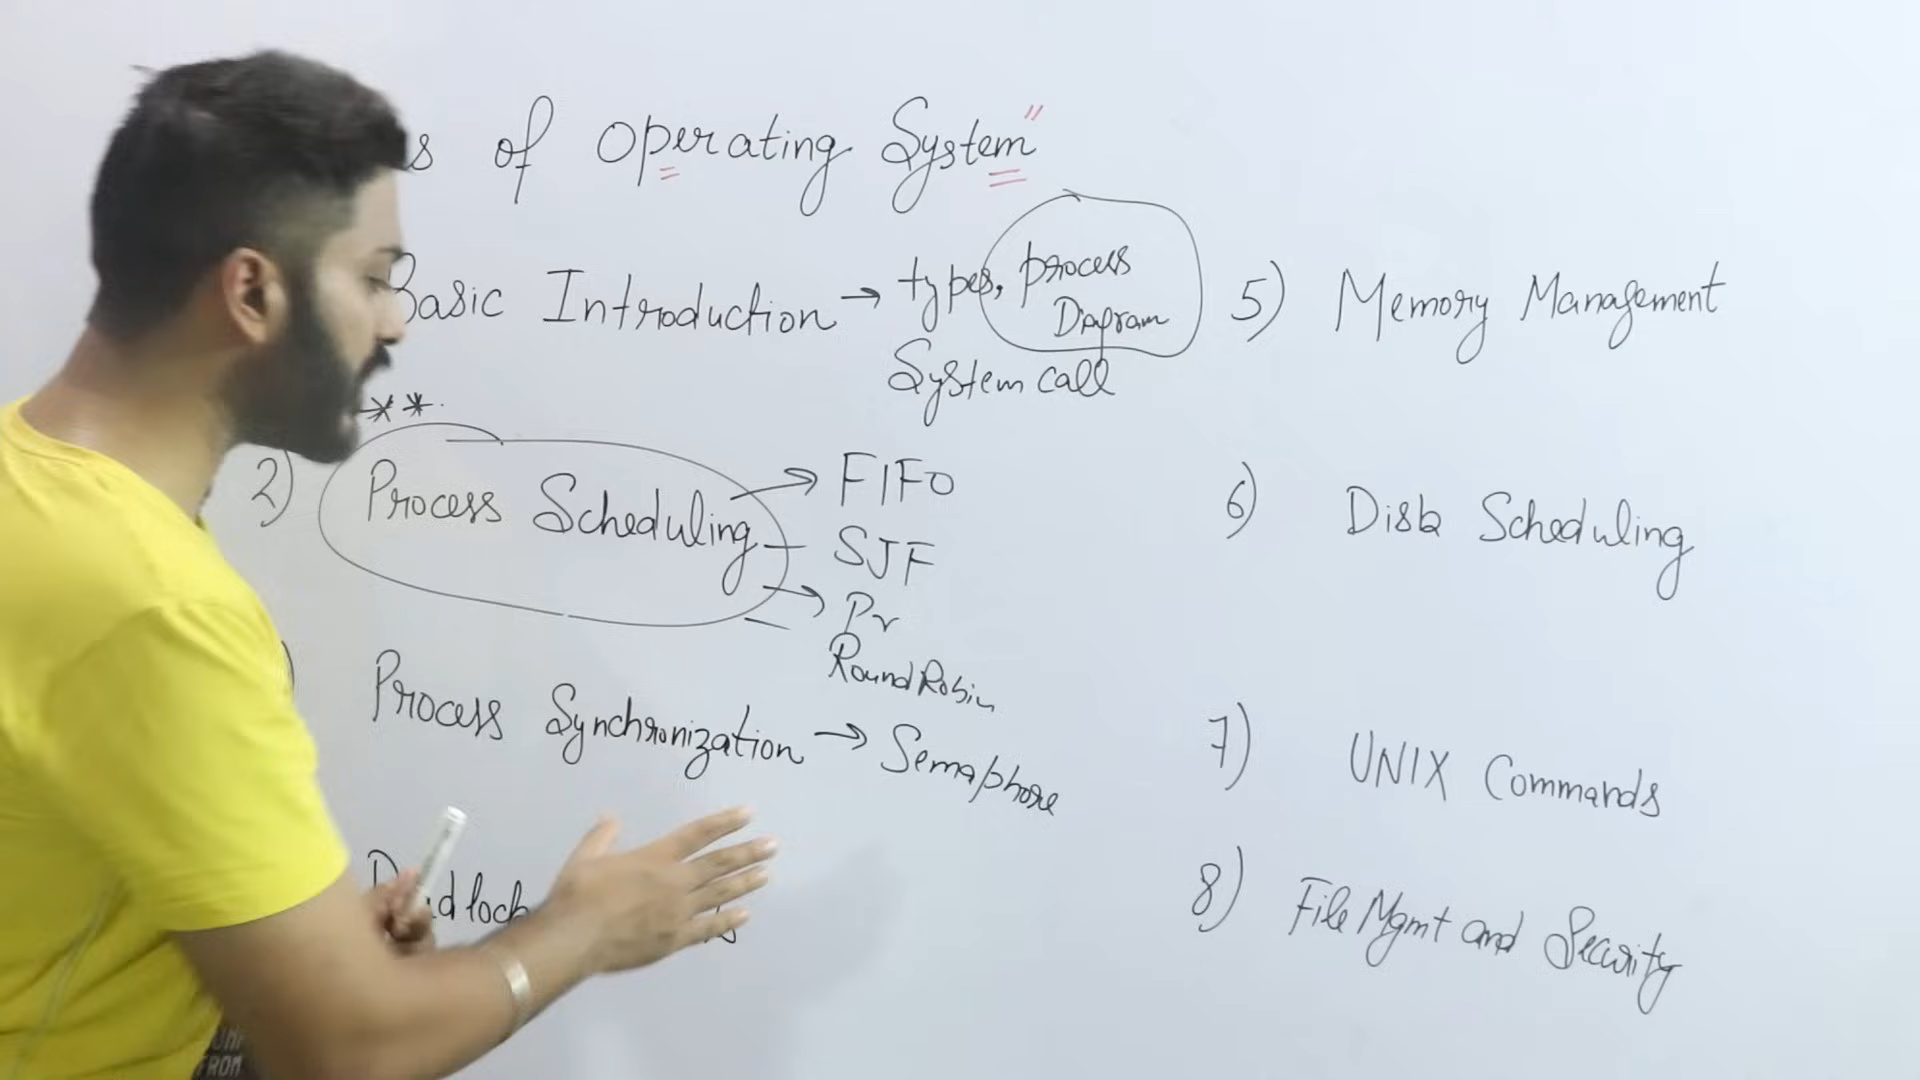 s of Operating System"
Basic Introduction → types, process
Diagram
System call
**
2) Process Scheduling → FIFO
SJF
Pr
Round Robin
) Process Synchronization → Semaphore
5) Memory Management
6) Disk Scheduling
7) UNIX Commands
8) File Mgmt and Security
FROM